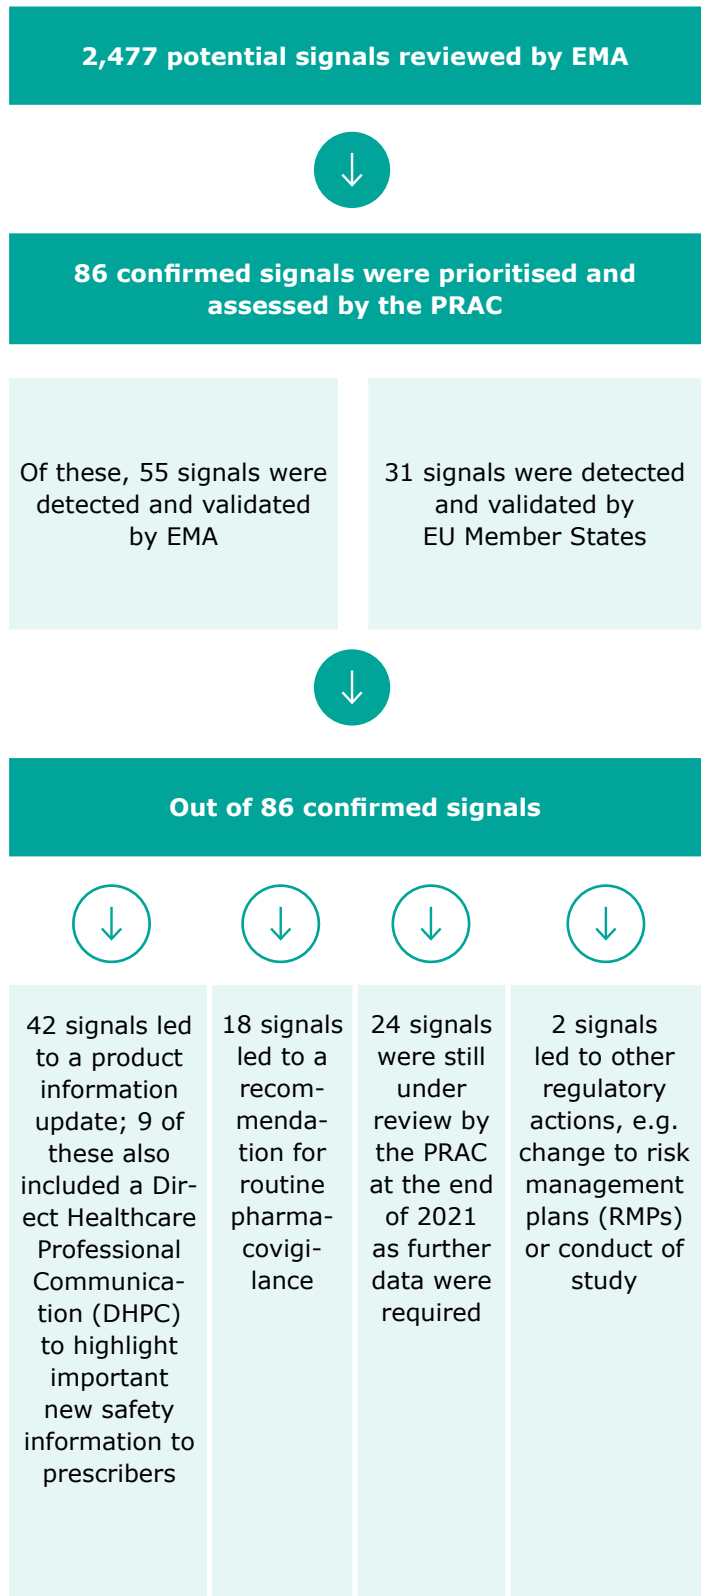 2,477 potential signals reviewed by EMA
86 confirmed signals were prioritised and
assessed by the PRAC
Of these, 55 signals were
detected and validated
by EMA
31 signals were detected
and validated by
EU Member States
Out of 86 confirmed signals
42 signals led
to a product
information
update; 9 of
these also
included a Dir-
ect Healthcare
Professional
Communica-
tion (DHPC)
to highlight
important
new safety
information to
prescribers
18 signals
led to a
recom-
menda-
tion for
routine
pharma-
covigi-
lance
24 signals
were still
under
review by
the PRAC
at the end
of 2021
as further
data were
required
2 signals
led to other
regulatory
actions, e.g.
change to risk
management
plans (RMPs)
or conduct of
study